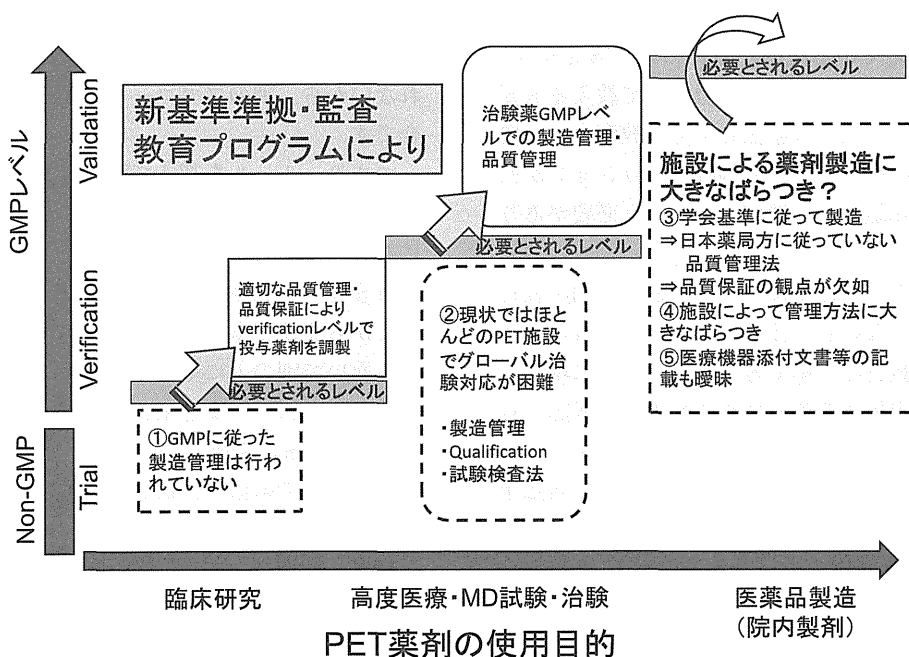 GMPレベル
Non-GMP
Validation
Verification
Trial
新基準準拠・監査
教育プログラムにより
治験薬GMPレベ
ルでの製造管理・
品質管理
必要とされるレベル
施設による薬剤製造に
大きなばらつき？
③学会基準に従って製造
⇒日本薬局方に従っていない
品質管理法
⇒品質保証の観点が欠如
④施設によって管理方法に大
きなばらつき
⑤医療機器添付文書等の記
載も曖昧
必要とされるレベル
適切な品質管理・
品質保証により
verificationレベルで
投与薬剤を調製
②現状ではほと
んどのPET施設
でグローバル治
験対応が困難
・製造管理
・Qualification
・試験検査法
必要とされるレベル
①GMPに従った
製造管理は行わ
れていない
臨床研究
高度医療・MD試験・治験
医薬品製造
（院内製剤）
PET薬剤の使用目的